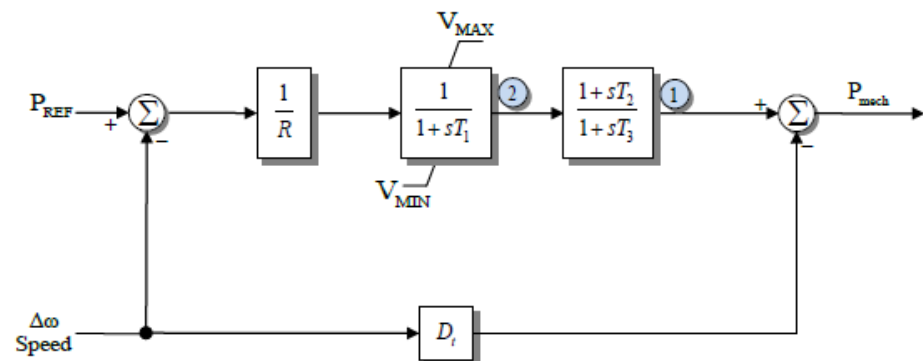 V_MAX
P_REF
+
Σ
−
1
R
1
1+sT_1
2
1+sT_2
1+sT_3
1
+
Σ
−
P_mech
V_MIN
Δω
Speed
D_t